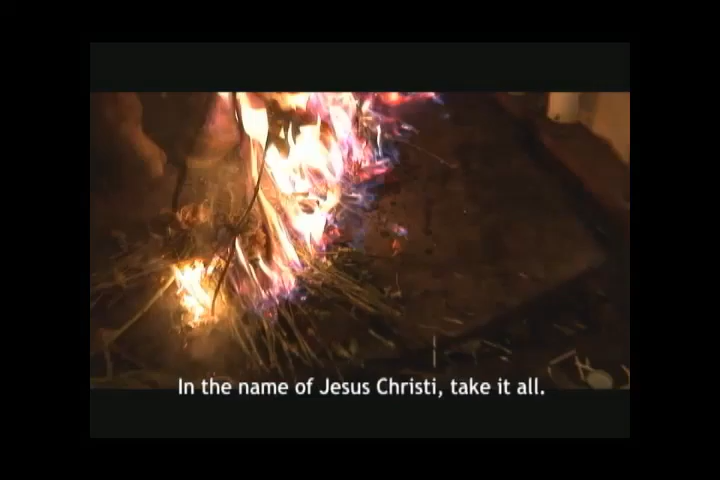 In the name of Jesus Christi, take it all.